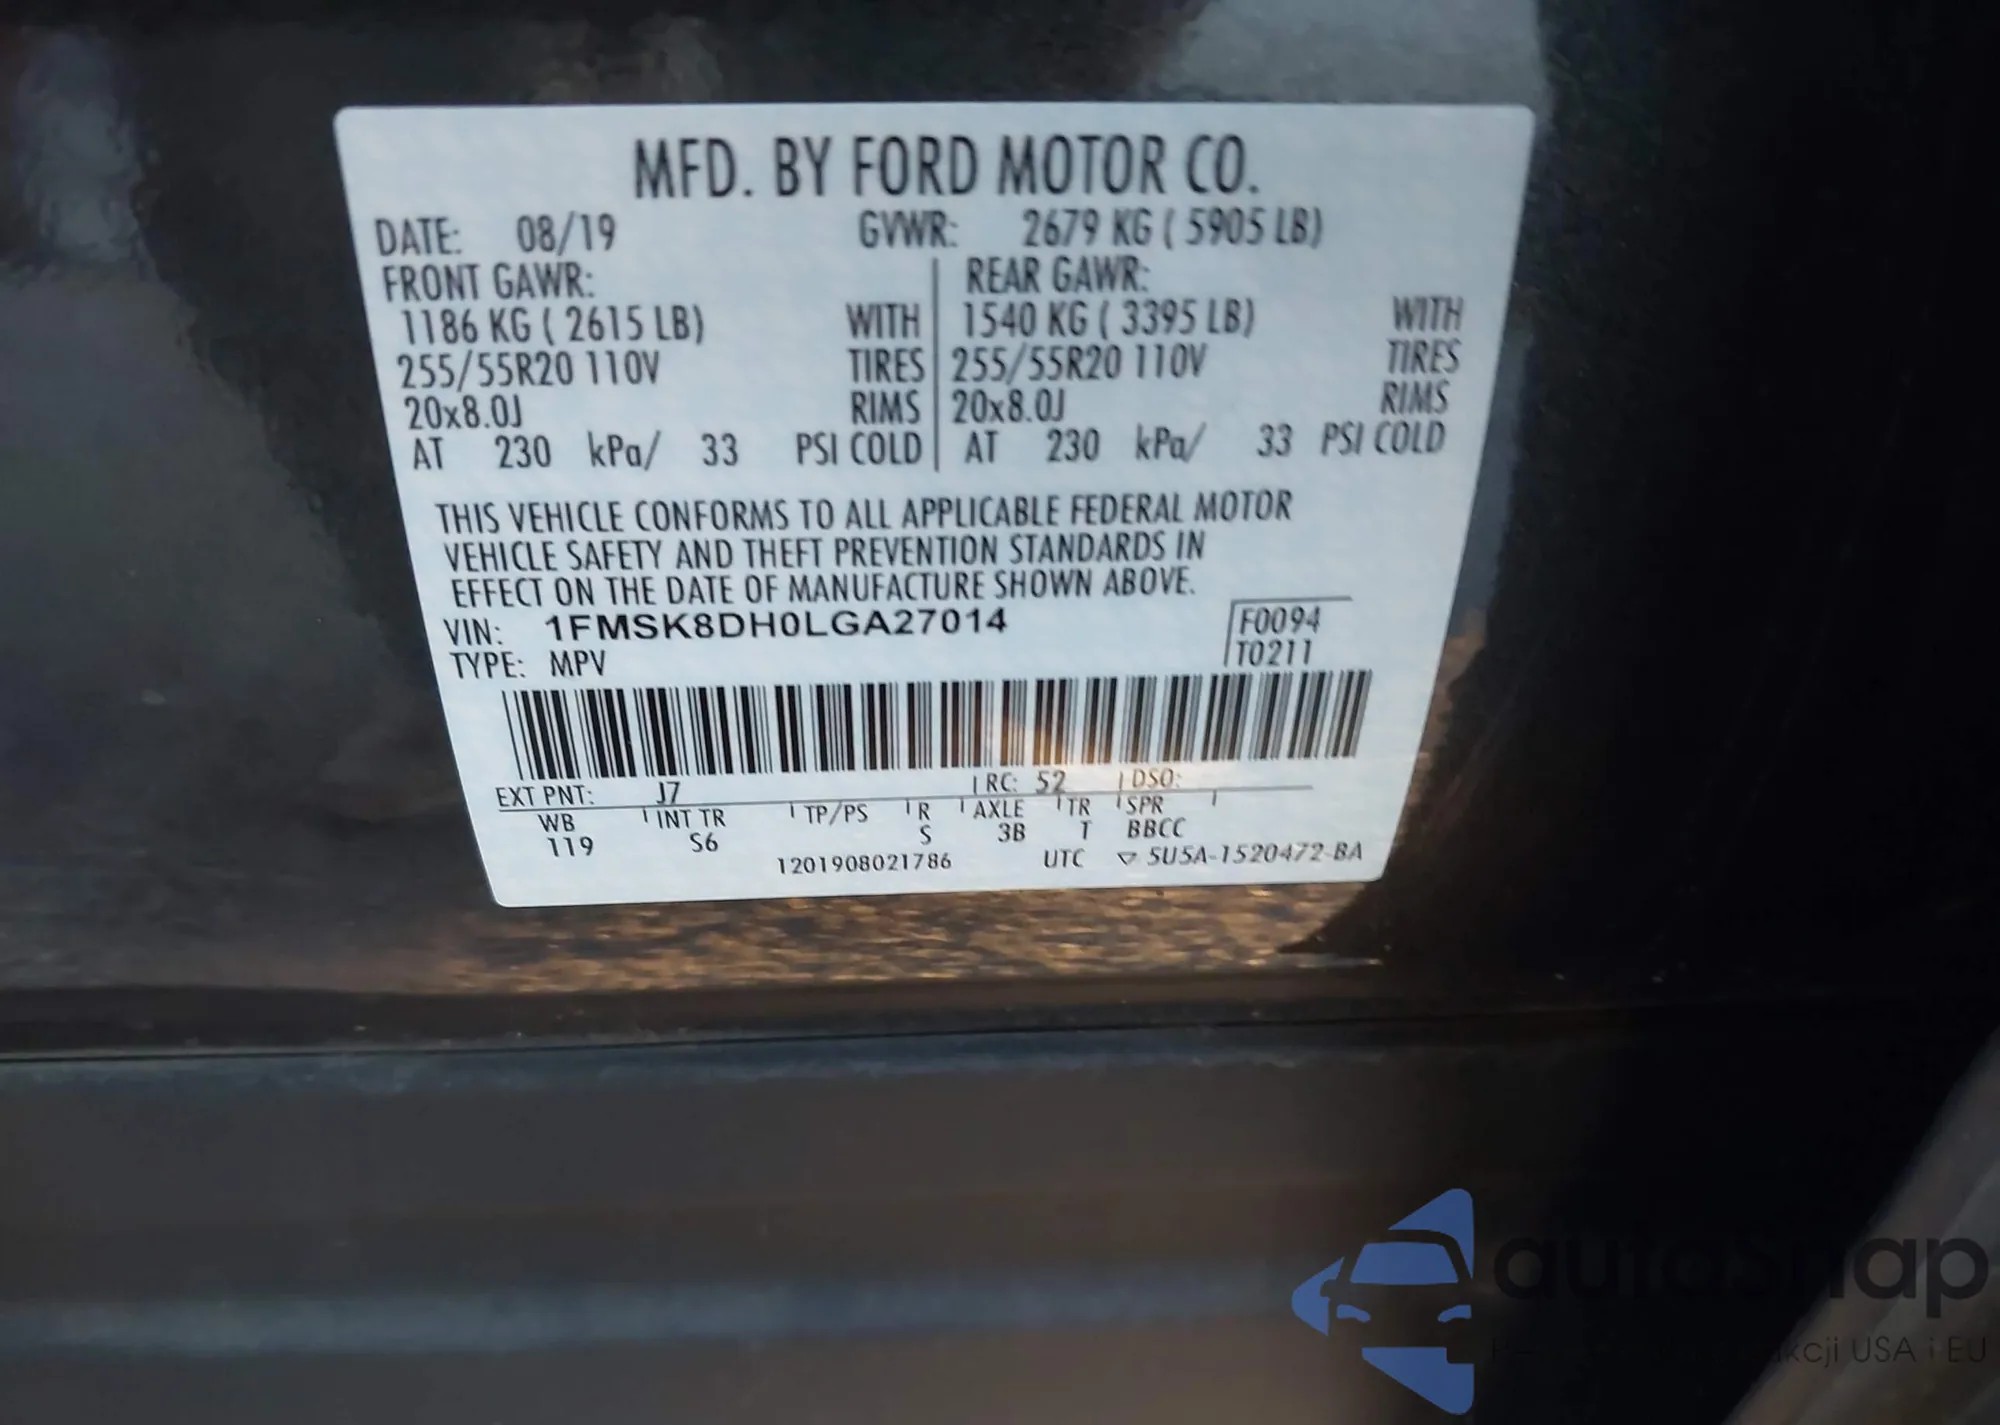 MFD. BY FORD MOTOR CO.
DATE: 08/19 GVWR: 2679 KG ( 5905 LB)
FRONT GAWR: REAR GAWR:
1186 KG ( 2615 LB) WITH 1540 KG ( 3395 LB) WITH
255/55R20 110V TIRES 255/55R20 110V TIRES
20x8.0J RIMS 20x8.0J RIMS
AT 230 kPa/ 33 PSI COLD AT 230 kPa/ 33 PSI COLD
THIS VEHICLE CONFORMS TO ALL APPLICABLE FEDERAL MOTOR
VEHICLE SAFETY AND THEFT PREVENTION STANDARDS IN
EFFECT ON THE DATE OF MANUFACTURE SHOWN ABOVE.
VIN: 1FMSK8DH0LGA27014 F0094
TYPE: MPV T0211
EXT PNT: J7 RC: 52 DSO:
WB INT TR TP/PS R AXLE TR SPR
119 S6 S 3B T BBCC
1201908021786 UTC ▽ 5U5A-1520472-BA
autosnap
USA i EU